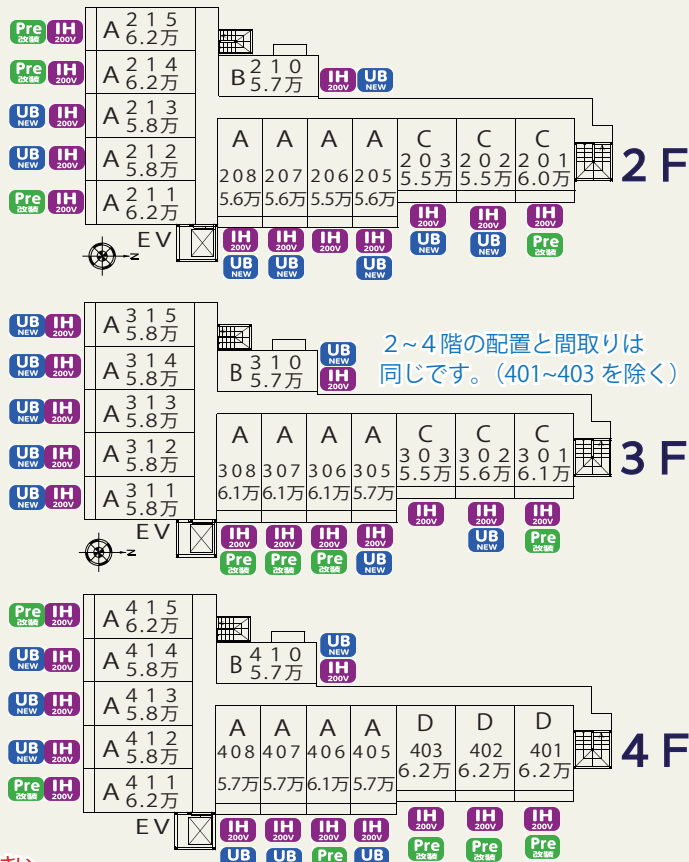 Pre
改装
IH
200V
A 215
6.2万
Pre
改装
IH
200V
A 214
6.2万
UB
NEW
IH
200V
A 213
5.8万
UB
NEW
IH
200V
A 212
5.8万
Pre
改装
IH
200V
A 211
6.2万
B 210
5.7万
IH
200V
UB
NEW
A
208
5.6万
A
207
5.6万
A
206
5.5万
A
205
5.6万
C
203
5.5万
C
202
5.5万
C
201
6.0万
2F
IH
200V
IH
200V
IH
200V
IH
200V
IH
200V
IH
200V
IH
200V
UB
NEW
UB
NEW
UB
NEW
UB
NEW
UB
NEW
Pre
改装
EV
N
UB
NEW
IH
200V
A 315
5.8万
UB
NEW
IH
200V
A 314
5.8万
UB
NEW
IH
200V
A 313
5.8万
UB
NEW
IH
200V
A 312
5.8万
UB
NEW
IH
200V
A 311
5.8万
B 310
5.7万
UB
NEW
IH
200V
2~4階の配置と間取りは
同じです。（401~403を除く）
A
308
6.1万
A
307
6.1万
A
306
6.1万
A
305
5.7万
C
303
5.5万
C
302
5.6万
C
301
6.1万
3F
IH
200V
IH
200V
IH
200V
IH
200V
IH
200V
IH
200V
IH
200V
Pre
改装
Pre
改装
Pre
改装
UB
NEW
UB
NEW
Pre
改装
EV
N
Pre
改装
IH
200V
A 415
6.2万
UB
NEW
IH
200V
A 414
5.8万
UB
NEW
IH
200V
A 413
5.8万
UB
NEW
IH
200V
A 412
5.8万
Pre
改装
IH
200V
A 411
6.2万
B 410
5.7万
UB
NEW
IH
200V
A
408
5.7万
A
407
5.7万
A
406
6.1万
A
405
5.7万
D
403
6.2万
D
402
6.2万
D
401
6.2万
4F
EV
IH
200V
IH
200V
IH
200V
IH
200V
IH
200V
IH
200V
IH
200V
UB
UB
Pre
UB
Pre
改装
Pre
改装
Pre
改装